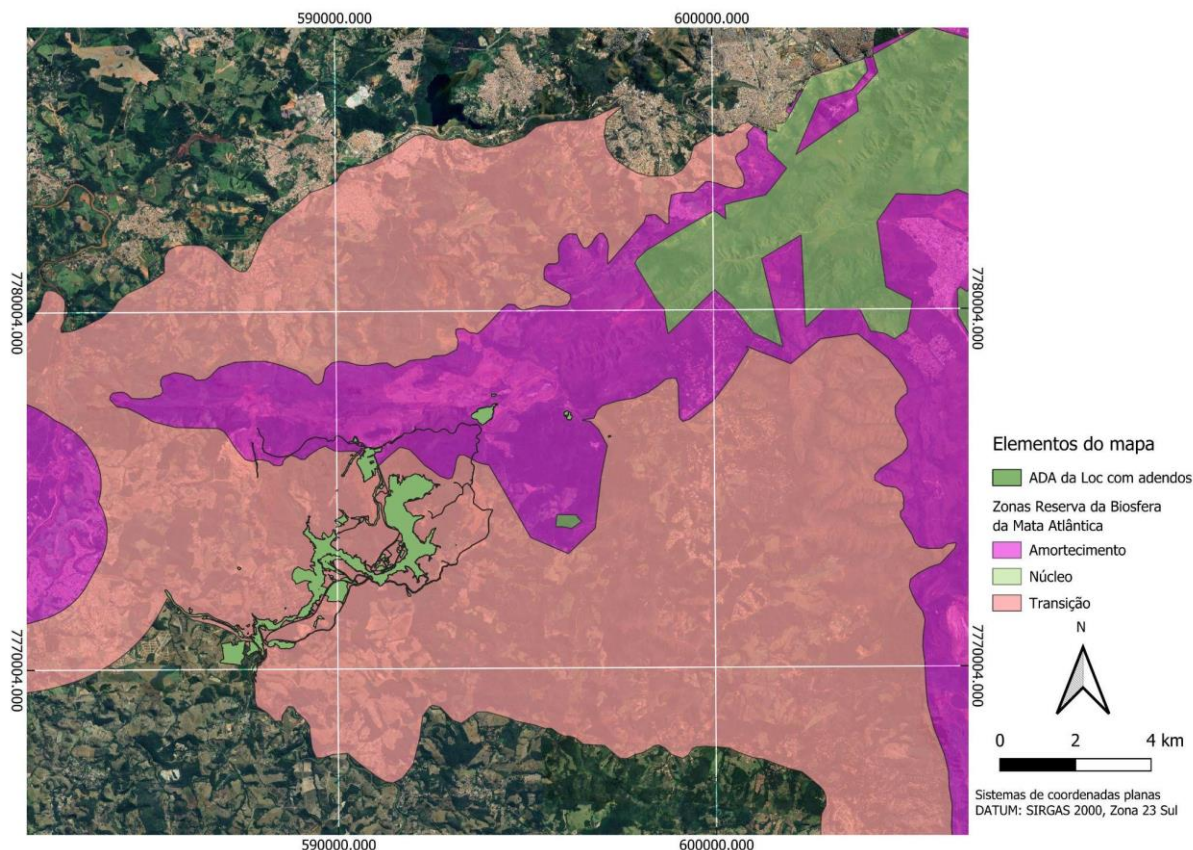 590000.000
600000.000
7780004.000
7780004.000
7770004.000
7770004.000
590000.000
600000.000
Elementos do mapa
ADA da Loc com adendos
Zonas Reserva da Biosfera
da Mata Atlântica
Amortecimento
Núcleo
Transição
N
0 2 4 km
Sistemas de coordenadas planas
DATUM: SIRGAS 2000, Zona 23 Sul